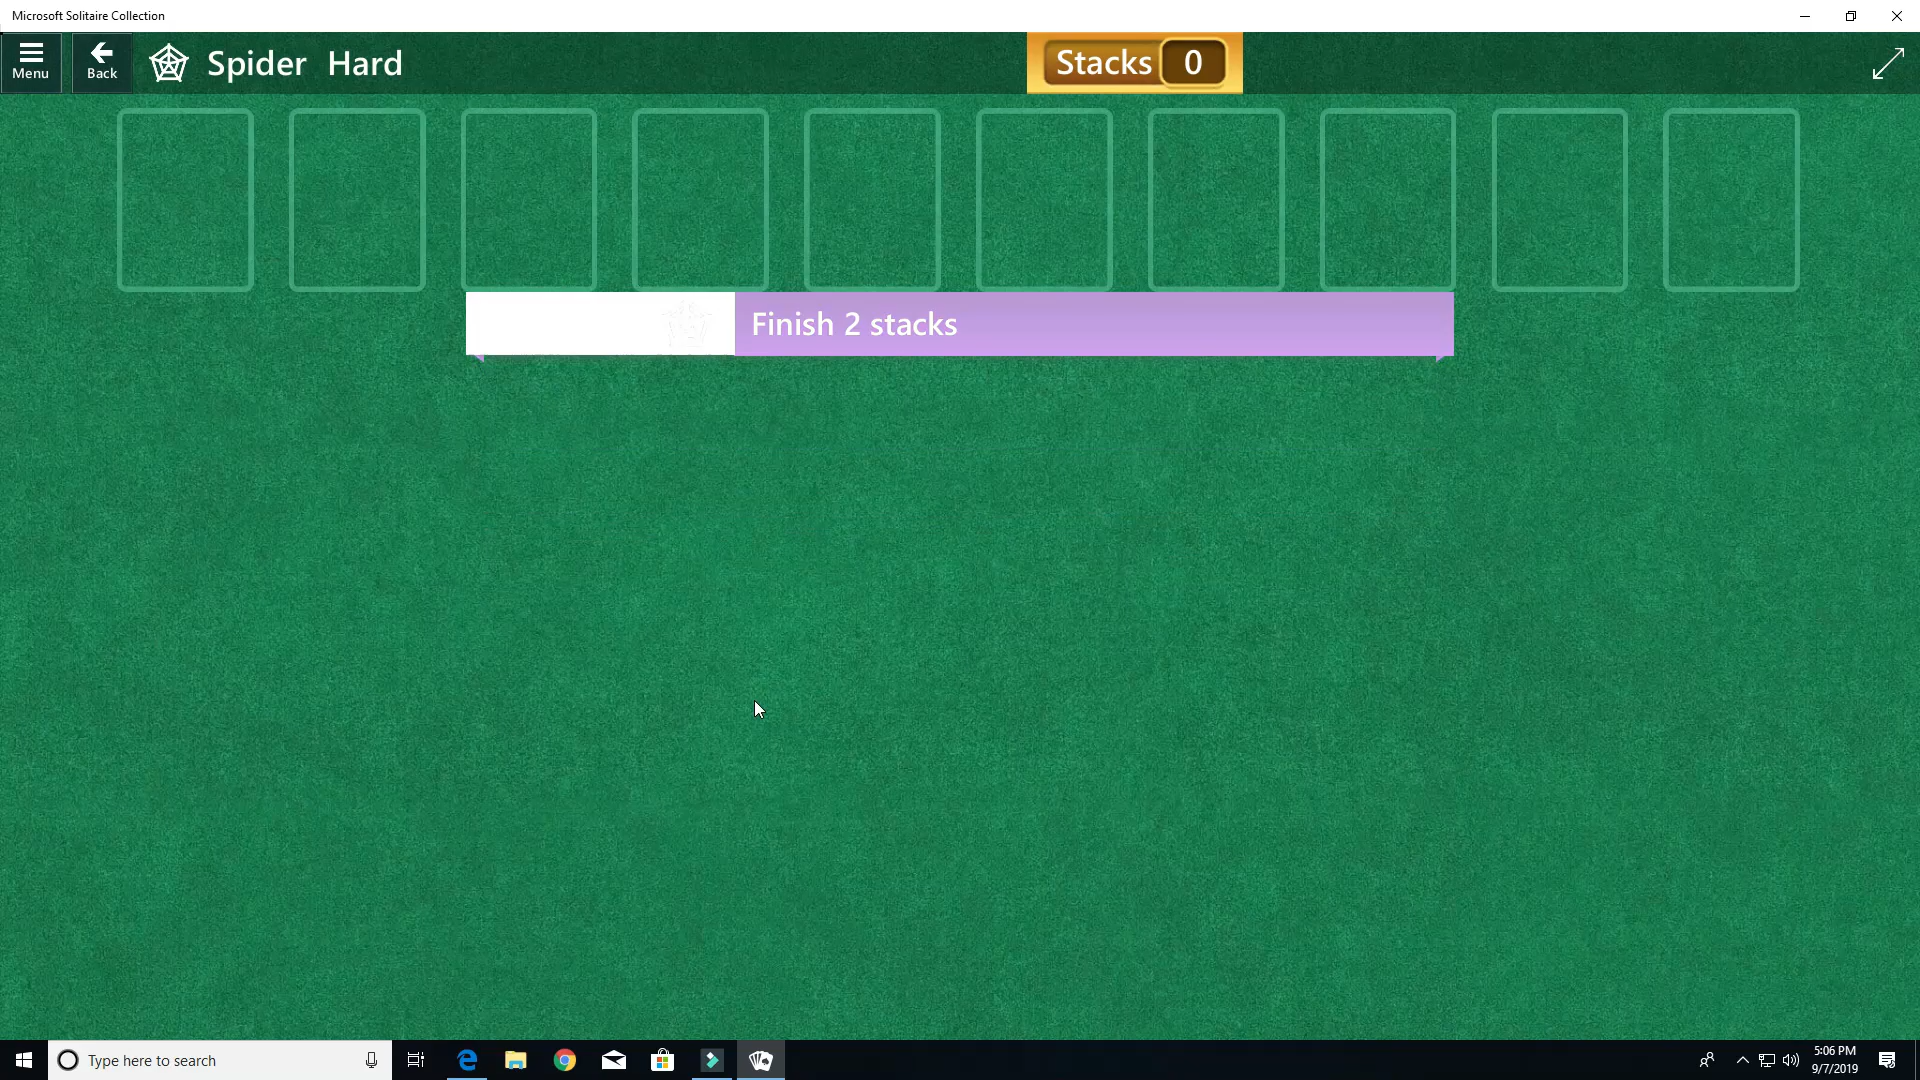 Microsoft Solitaire Collection
Menu
Back
Spider Hard
Stacks 0
Finish 2 stacks
Type here to search
5:06 PM
9/7/2019